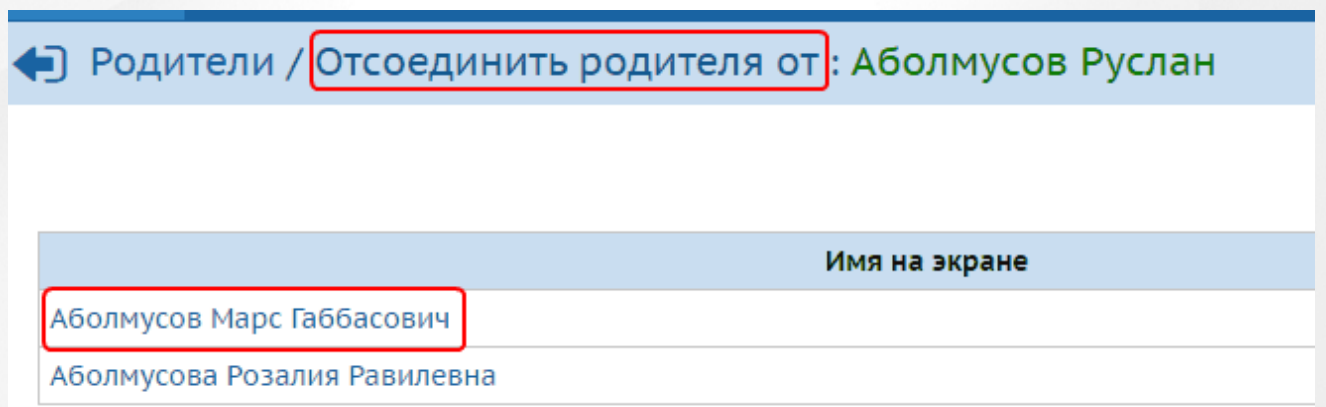 Родители / Отсоединить родителя от : Аболмусов Руслан
Имя на экране
Аболмусов Марс Габбасович
Аболмусова Розалия Равилевна